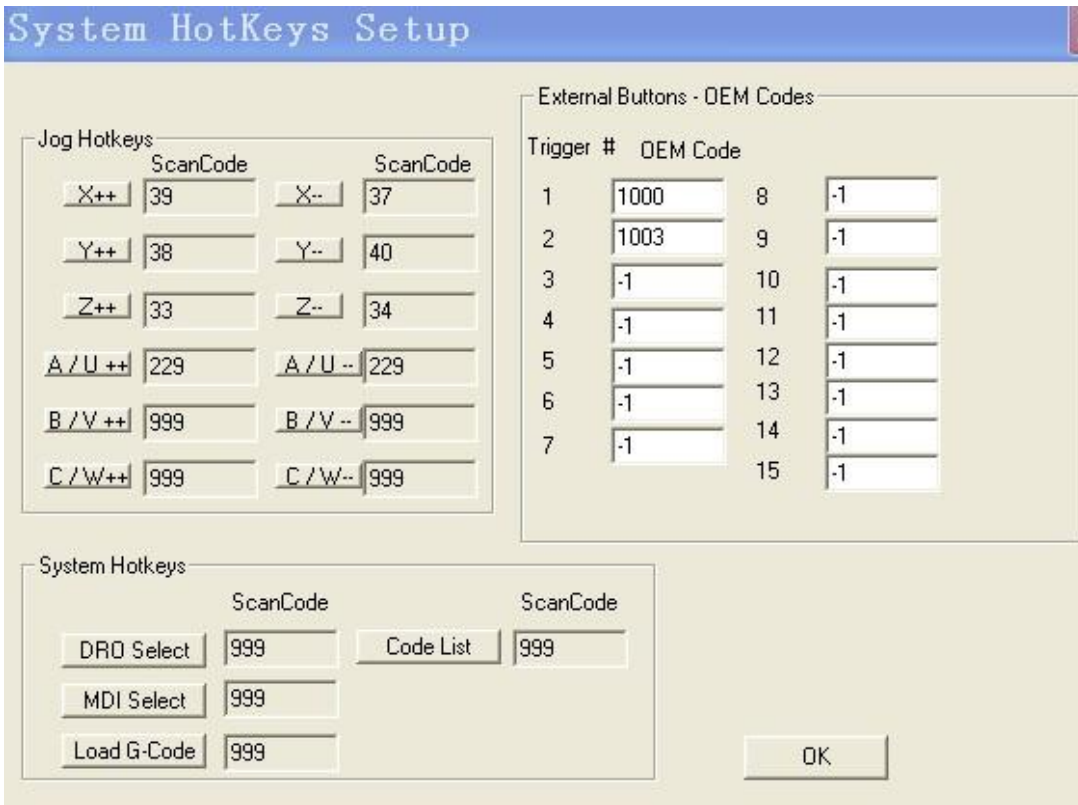 System HotKeys Setup
Jog Hotkeys
ScanCode ScanCode
X++ 39 X-- 37
Y++ 38 Y-- 40
Z++ 33 Z-- 34
A / U ++ 229 A / U -- 229
B / V ++ 999 B / V -- 999
C / W++ 999 C / W-- 999
External Buttons - OEM Codes
Trigger # OEM Code
1 1000 8 -1
2 1003 9 -1
3 -1 10 -1
4 -1 11 -1
5 -1 12 -1
6 -1 13 -1
7 -1 14 -1
15 -1
System Hotkeys
ScanCode ScanCode
DRO Select 999 Code List 999
MDI Select 999
Load G-Code 999
OK